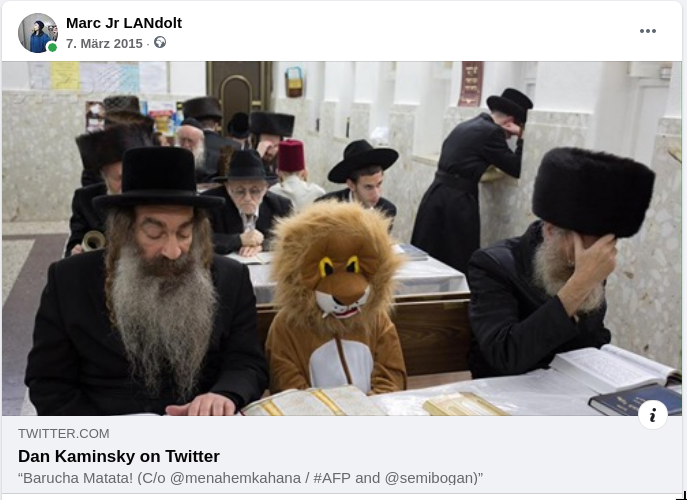 Marc Jr LANdolt
7. März 2015 ·
TWITTER.COM
Dan Kaminsky on Twitter
“Barucha Matata! (C/o @menahemkahana / #AFP and @semibogan)”